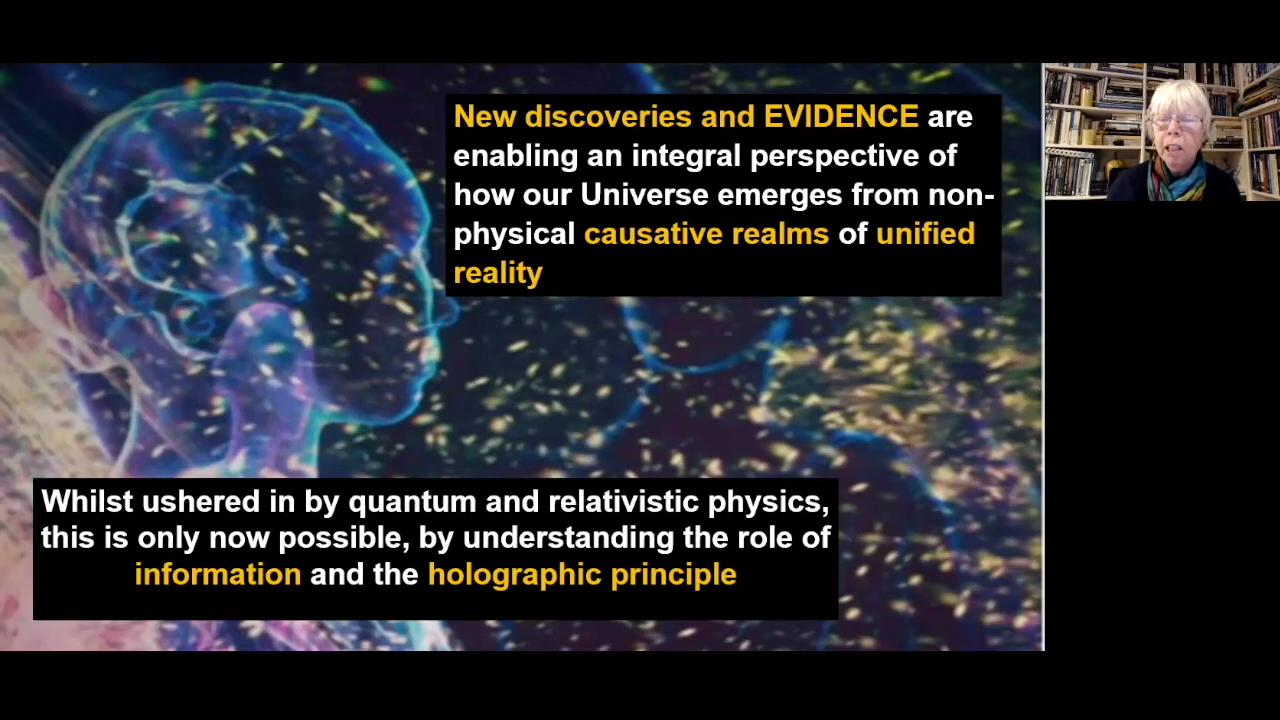 New discoveries and EVIDENCE are
enabling an integral perspective of
how our Universe emerges from non-
physical causative realms of unified
reality
Whilst ushered in by quantum and relativistic physics,
this is only now possible, by understanding the role of
information and the holographic principle